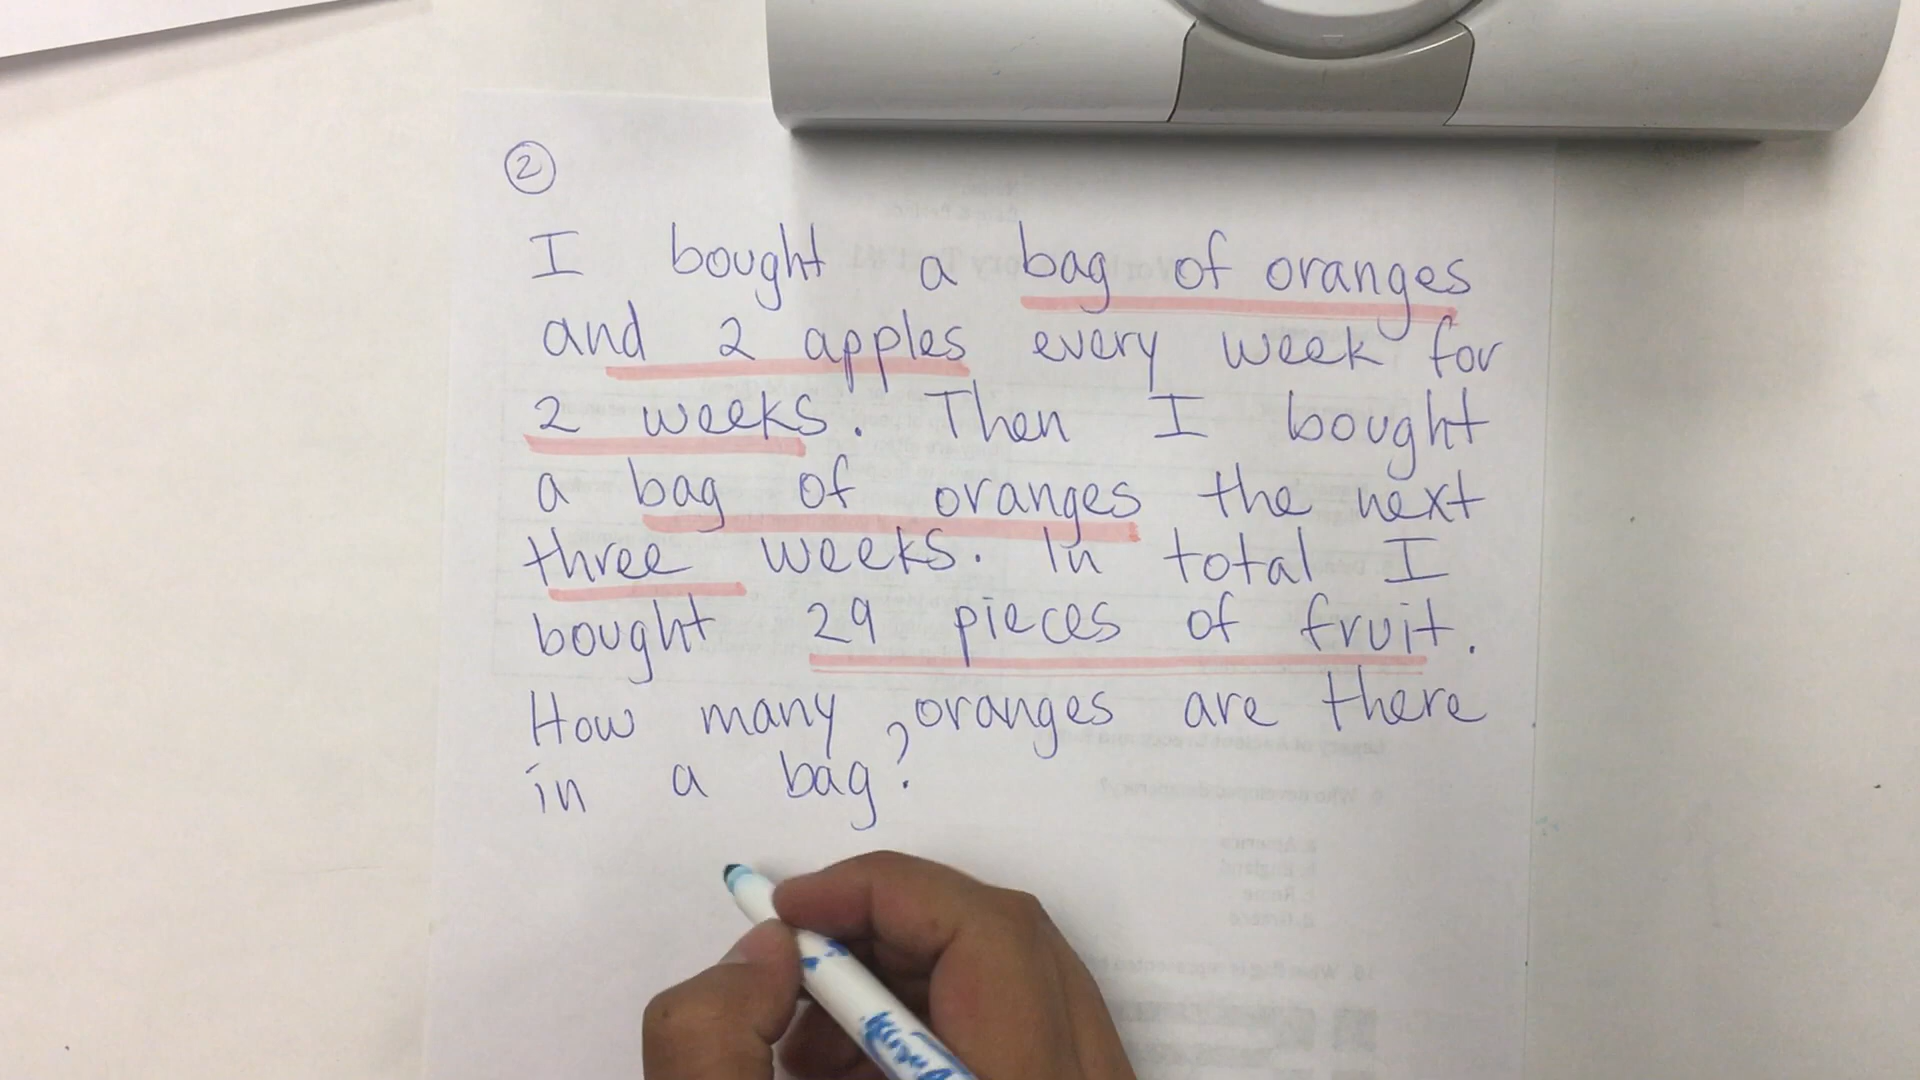 2
I bought a bag of oranges
and 2 apples every week for
2 weeks. Then I bought
a bag of oranges the next
three weeks. In total I
bought 29 pieces of fruit.
How many oranges are there
in a bag?